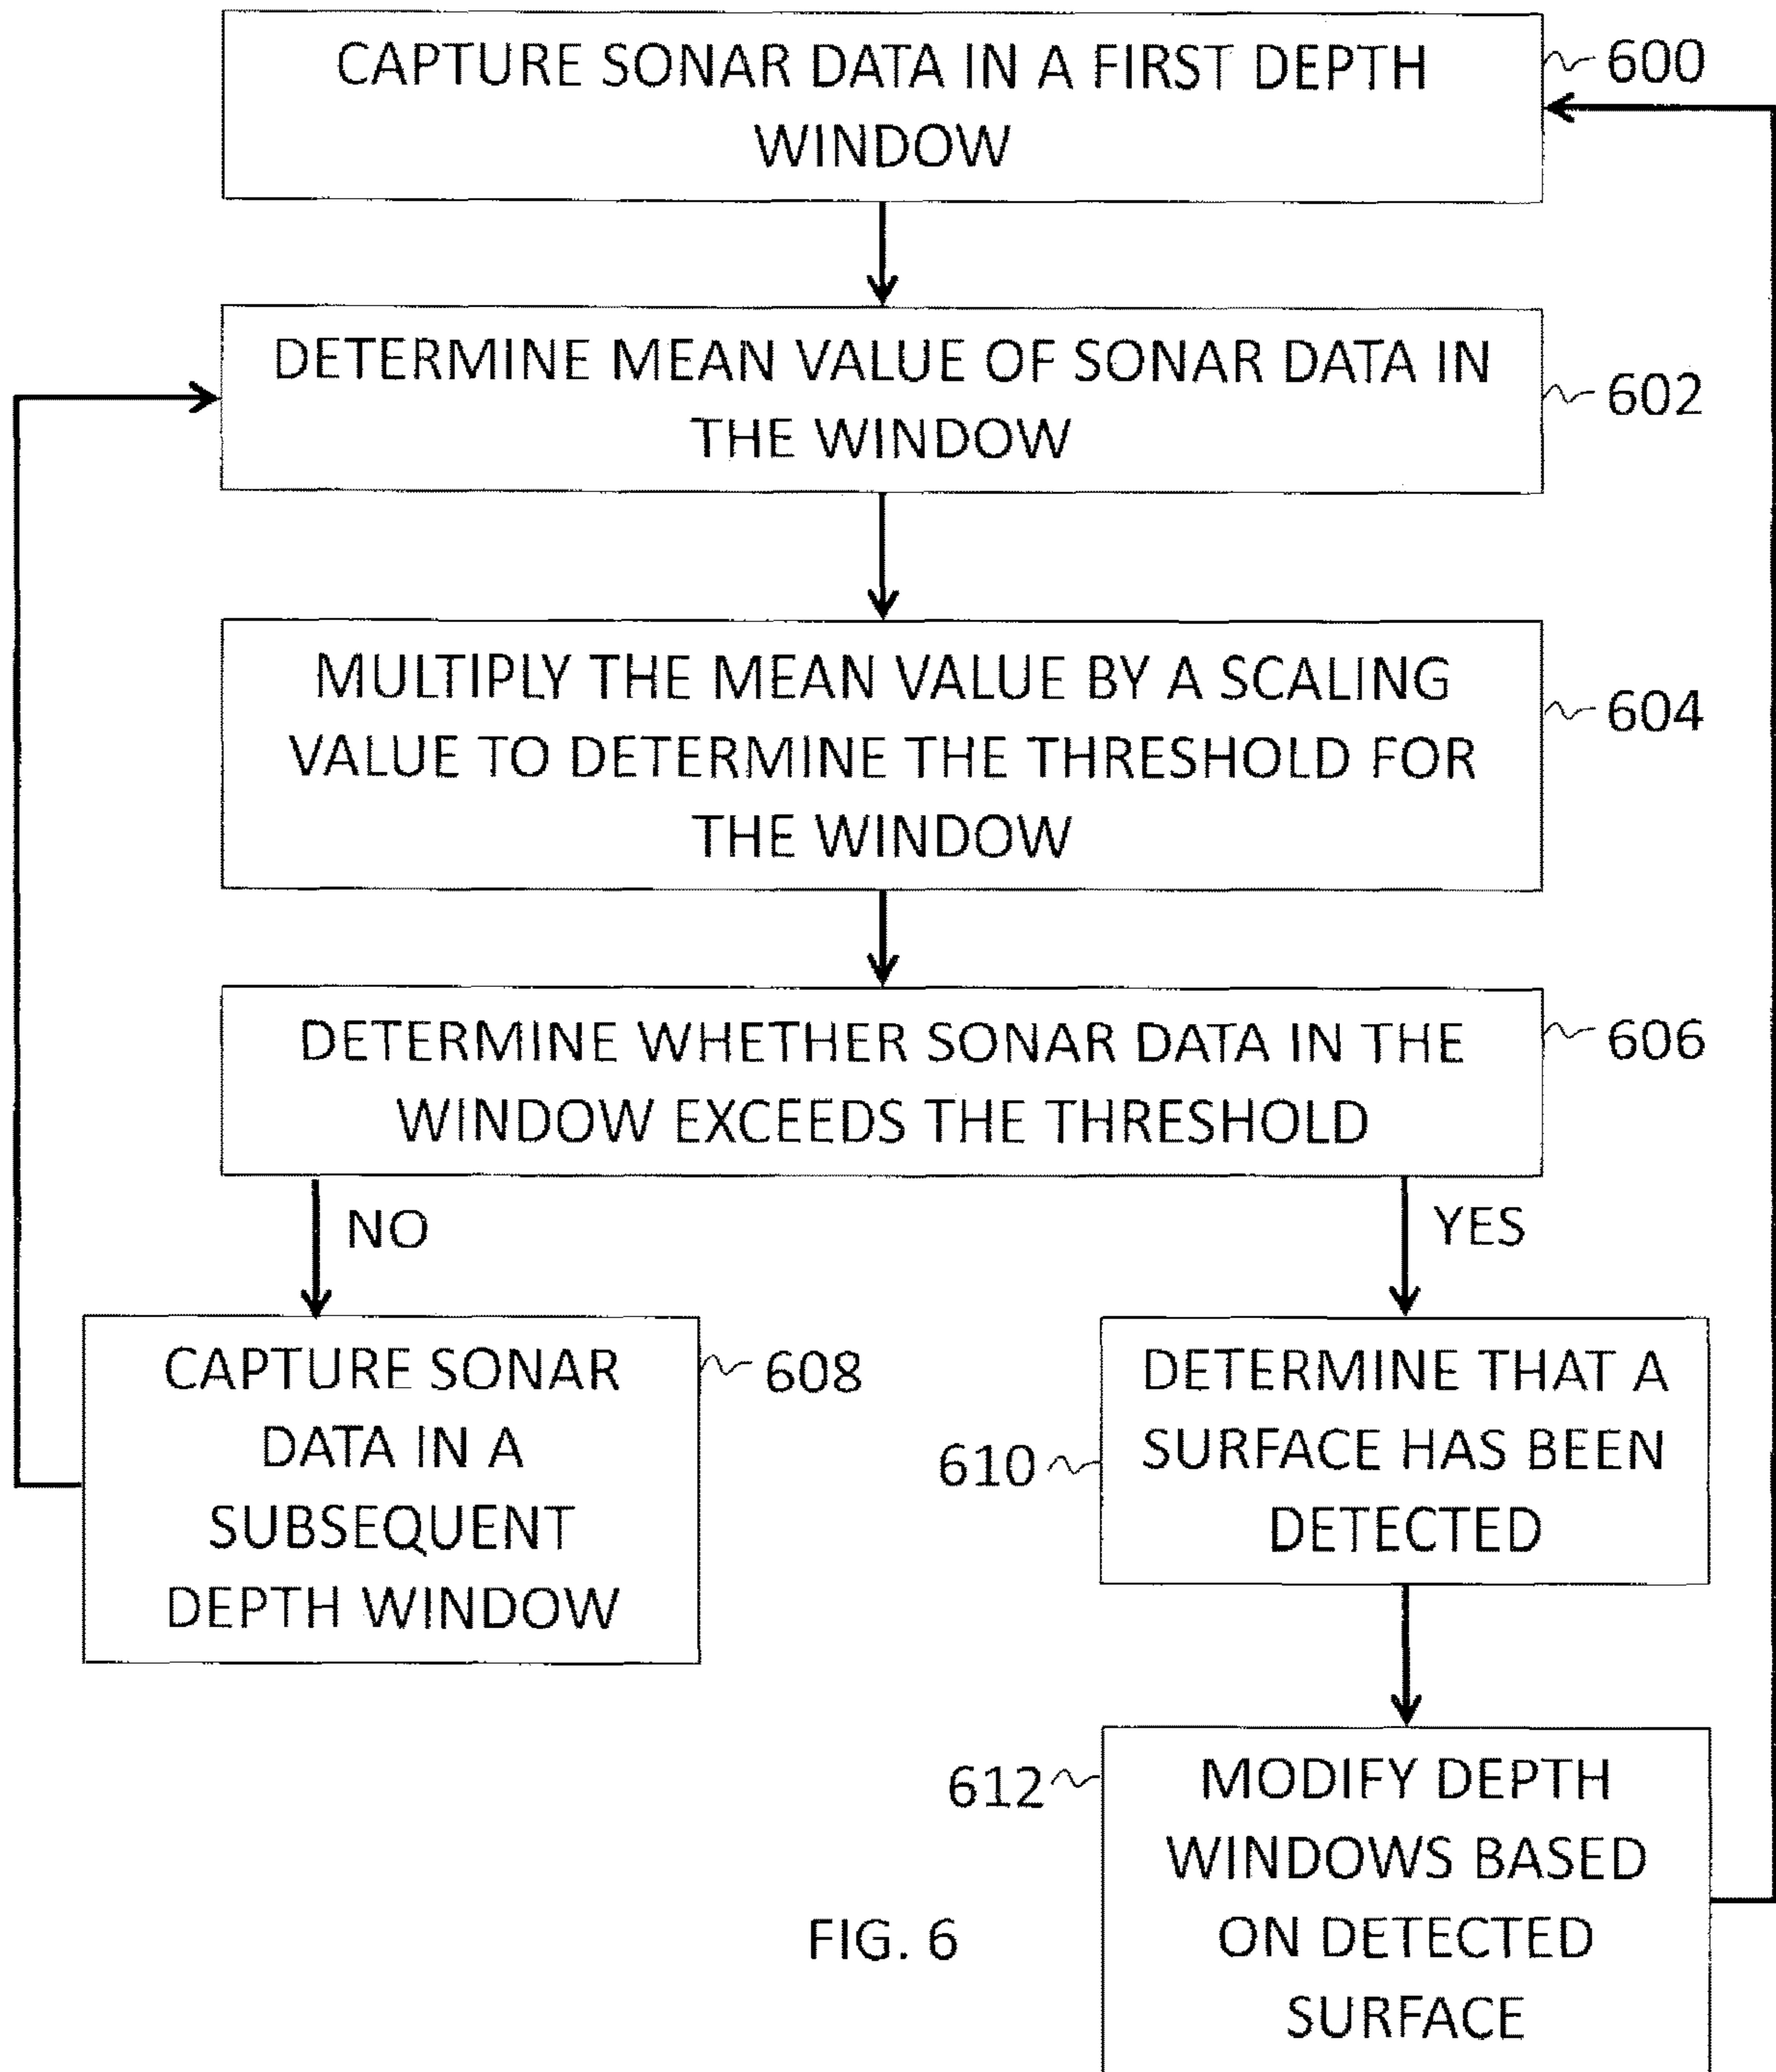 CAPTURE SONAR DATA IN A FIRST DEPTH
WINDOW
600
DETERMINE MEAN VALUE OF SONAR DATA IN
THE WINDOW
602
MULTIPLY THE MEAN VALUE BY A SCALING
VALUE TO DETERMINE THE THRESHOLD FOR
THE WINDOW
604
DETERMINE WHETHER SONAR DATA IN THE
WINDOW EXCEEDS THE THRESHOLD
606
NO
YES
CAPTURE SONAR
DATA IN A
SUBSEQUENT
DEPTH WINDOW
608
DETERMINE THAT A
SURFACE HAS BEEN
DETECTED
610
MODIFY DEPTH
WINDOWS BASED
ON DETECTED
SURFACE
612
FIG. 6